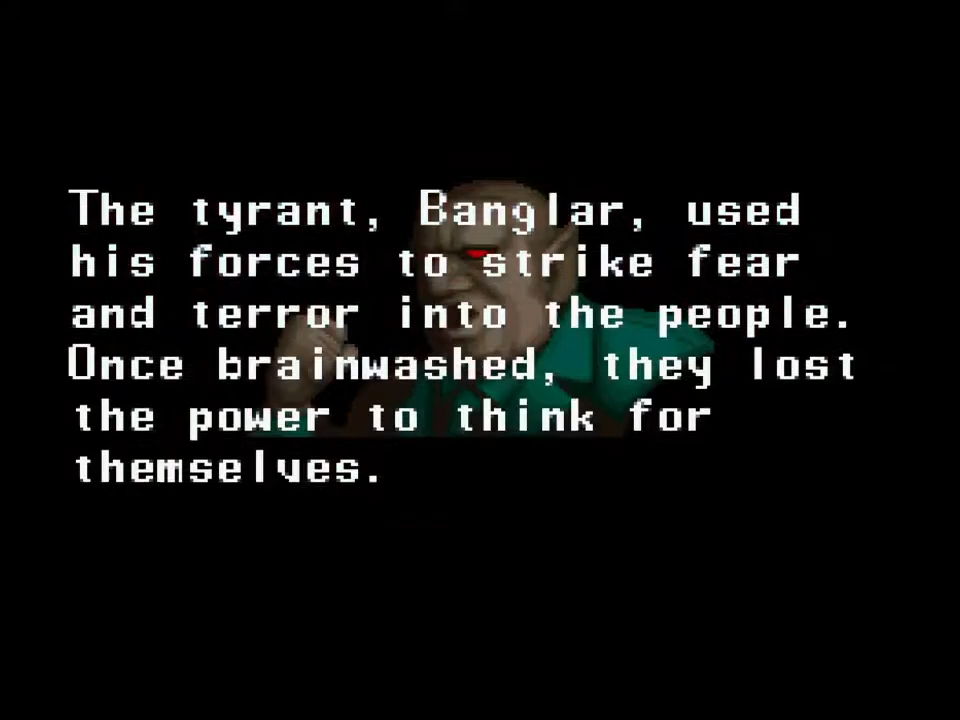 The tyrant, Banglar, used
his forces to strike fear
and terror into the people.
Once brainwashed, they lost
the power to think for
themselves.